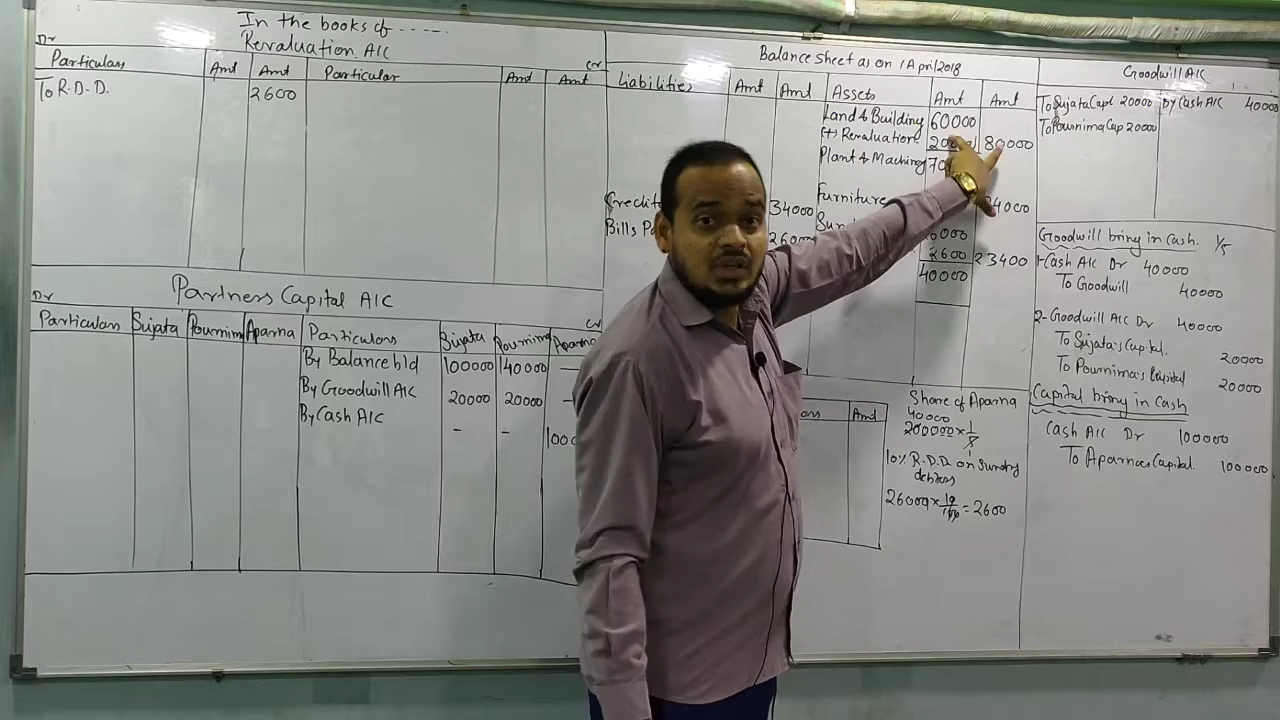 In the books of .....
Revaluation A/C
Dr
Cr
Particulars Amt Amt Particular Amt Amt
To R.D.D. 2600
Partners Capital A/C
Dr
Cr
Particulars Sujata Pournima Aparna Particulars Sujata Pournima Aparna
By Balance b/d 100000 140000 —
By Goodwill A/C 20000 20000 —
By Cash A/C - -
Balance sheet as on 1 April 2018
Liabilities Amt Amt Assets Amt Amt
Land & Building 60000
(+) Revaluation 80000
Plant & Machinery
34000 Furniture
Bills 26000
2600 23400
40000
Amt
Share of Aparna
40000
200000 × 1/5
10% R.D.D. on Sundry
debtors
26000 × 10/100 = 2600
Goodwill A/C
To Sujata Capt 20000 By Cash A/C 40000
To Pournima Cap 20000
Goodwill bring in Cash. 1/5
1- Cash A/C Dr 40000
To Goodwill 40000
2- Goodwill A/C Dr 40000
To Sujata's Capital. 20000
To Pournima's Capital 20000
Capital bring in Cash
Cash A/C Dr 100000
To Aparna's Capital. 100000